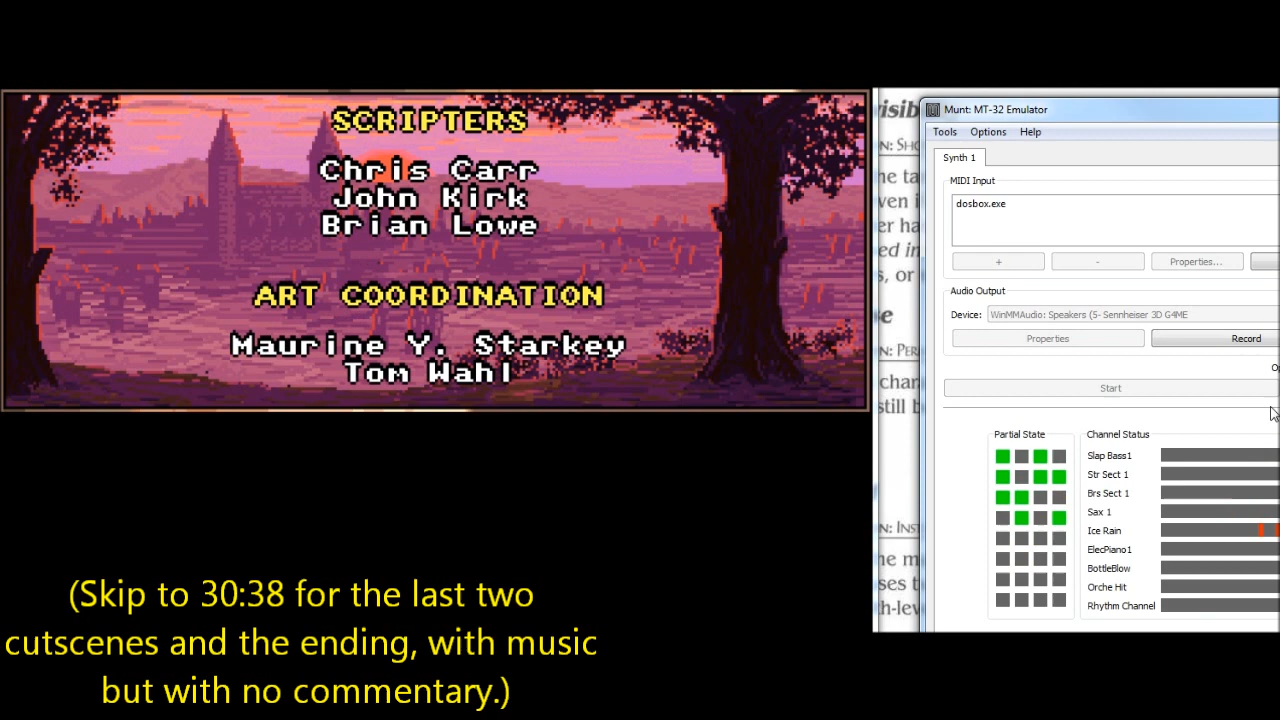 SCRIPTERS
Chris Carr
John Kirk
Brian Lowe
ART COORDINATION
Maurine Y. Starkey
Tom Wahl
(Skip to 30:38 for the last two
cutscenes and the ending, with music
but with no commentary.)
Munt: MT-32 Emulator
Tools Options Help
Synth 1
MIDI Input
dosbox.exe
+ - Properties...
Audio Output
Device: WinMMAudio: Speakers (5- Sennheiser 3D G4ME
Properties Record
Start
Partial State Channel Status
Slap Bass1
Str Sect 1
Brs Sect 1
Sax 1
Ice Rain
ElecPiano1
BottleBlow
Orche Hit
Rhythm Channel